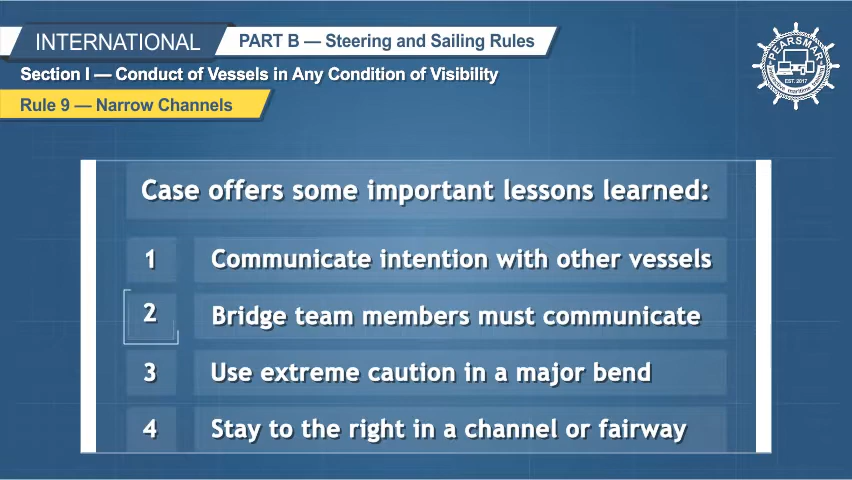 INTERNATIONAL
PART B — Steering and Sailing Rules
Section I — Conduct of Vessels in Any Condition of Visibility
Rule 9 — Narrow Channels
PEARSMAR
EST. 2017
maritime
Case offers some important lessons learned:
1 Communicate intention with other vessels
2 Bridge team members must communicate
3 Use extreme caution in a major bend
4 Stay to the right in a channel or fairway